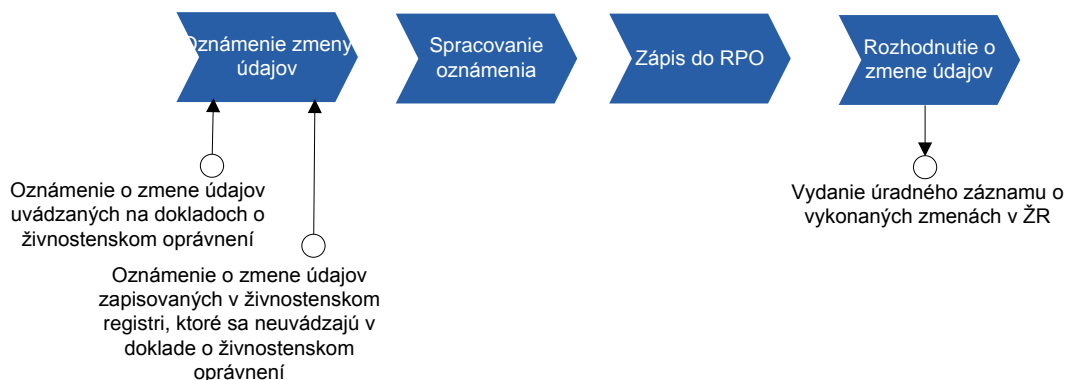 Oznámenie zmeny
údajov
Spracovanie
oznámenia
Zápis do RPO
Rozhodnutie o
zmene údajov
Oznámenie o zmene údajov
uvádzaných na dokladoch o
živnostenskom oprávnení
Oznámenie o zmene údajov
zapisovaných v živnostenskom
registri, ktoré sa neuvádzajú v
doklade o živnostenskom
oprávnení
Vydanie úradného záznamu o
vykonaných zmenách v ŽR